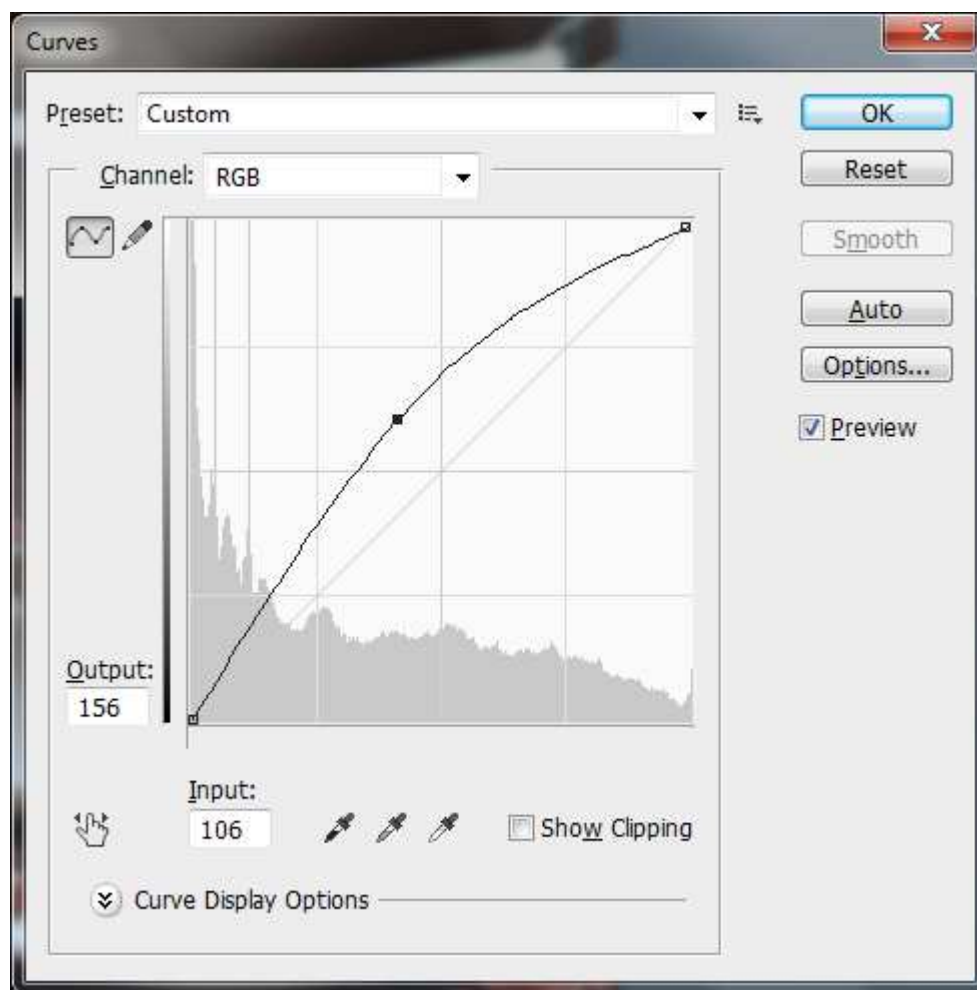 Curves
Preset: Custom
OK
Channel: RGB
Reset
Smooth
Auto
Options...
Preview
Output:
156
Input:
106
Show Clipping
Curve Display Options